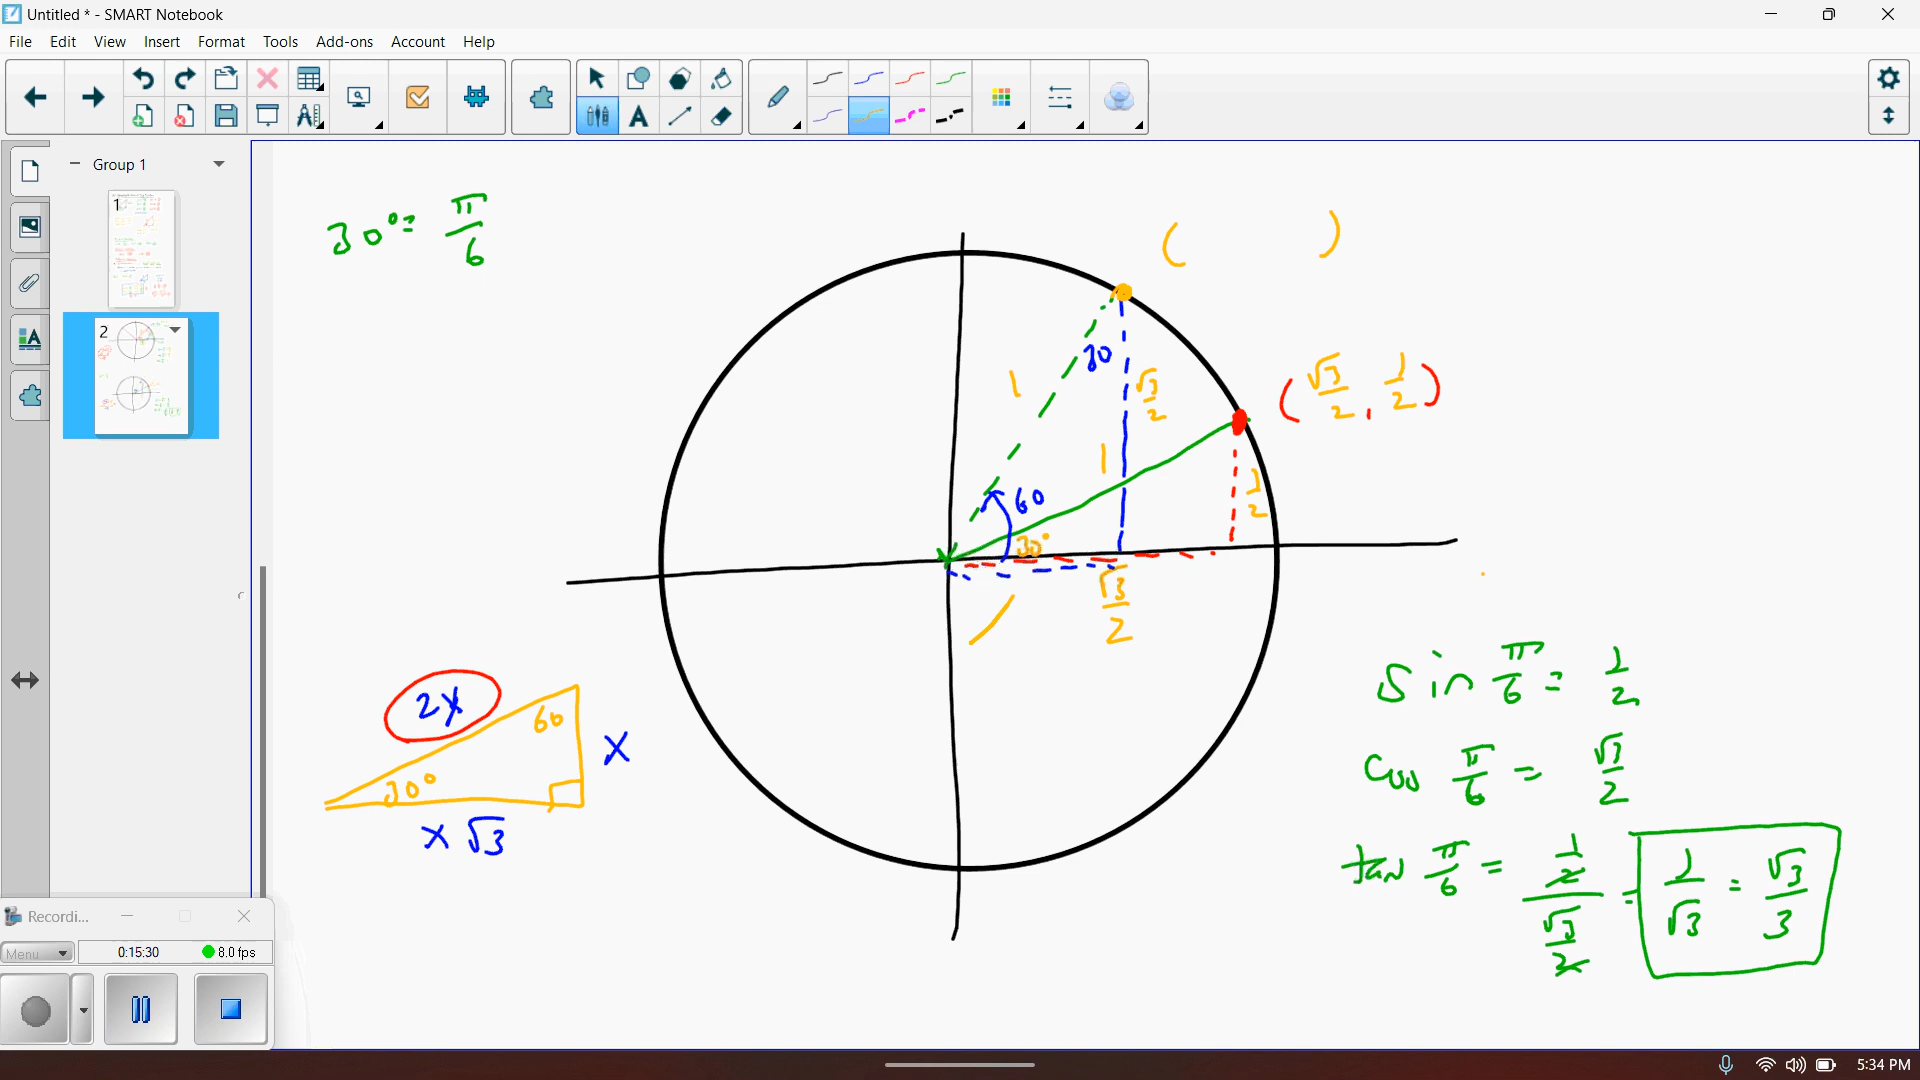 Untitled * - SMART Notebook
File Edit View Insert Format Tools Add-ons Account Help
Group 1
1
2
30° = π/6
( )
30
1
√3/2
(√3/2, 1/2)
1
60
30°
1/2
√3/2
2x
60
30°
x
x √3
sin π/6 = 1/2
cos π/6 = √3/2
tan π/6 = (1/2)/(√3/2) = 1/√3 = √3/3
Recordi...
Menu 0:15:30 8.0 fps
5:34 PM